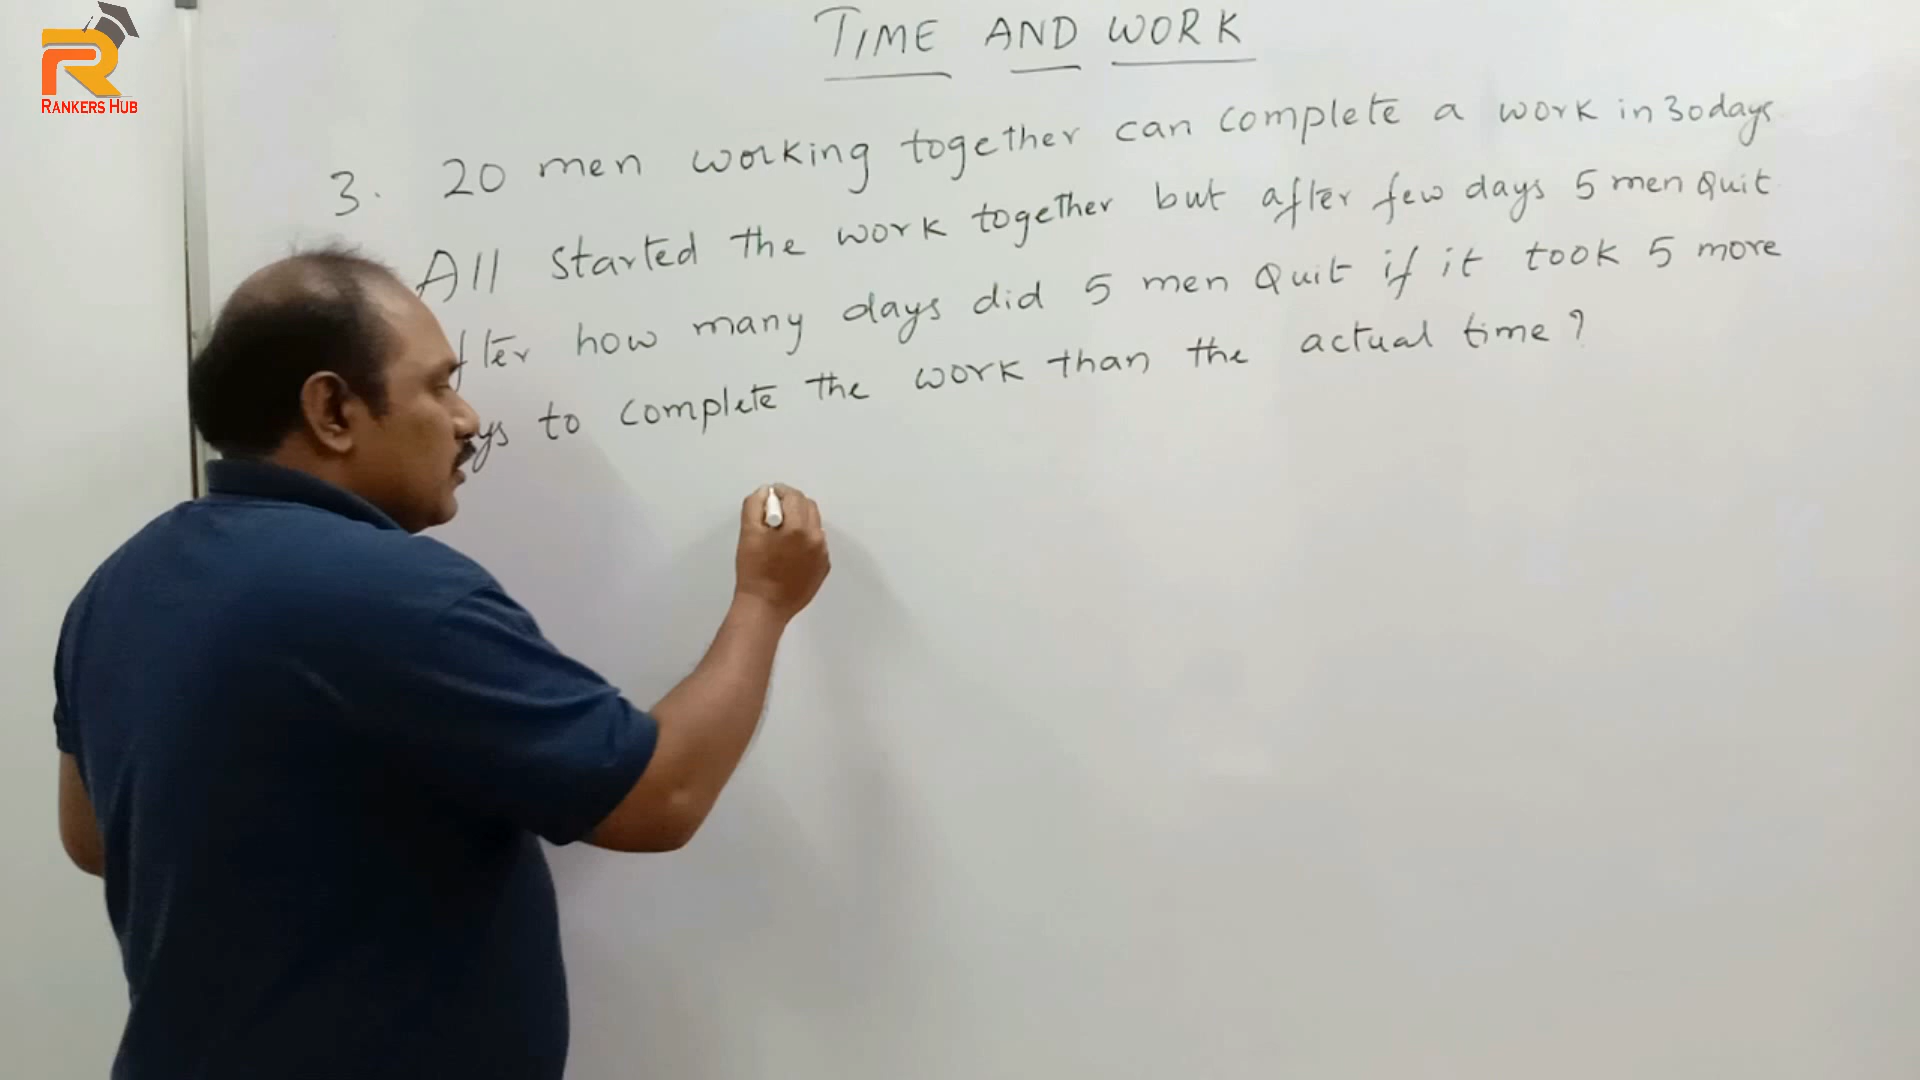 RANKERS HUB
TIME AND WORK
3. 20 men working together can complete a work in 30 days
All started the work together but after few days 5 men Quit
how many days did 5 men Quit if it took 5 more
to complete the work than the actual time?